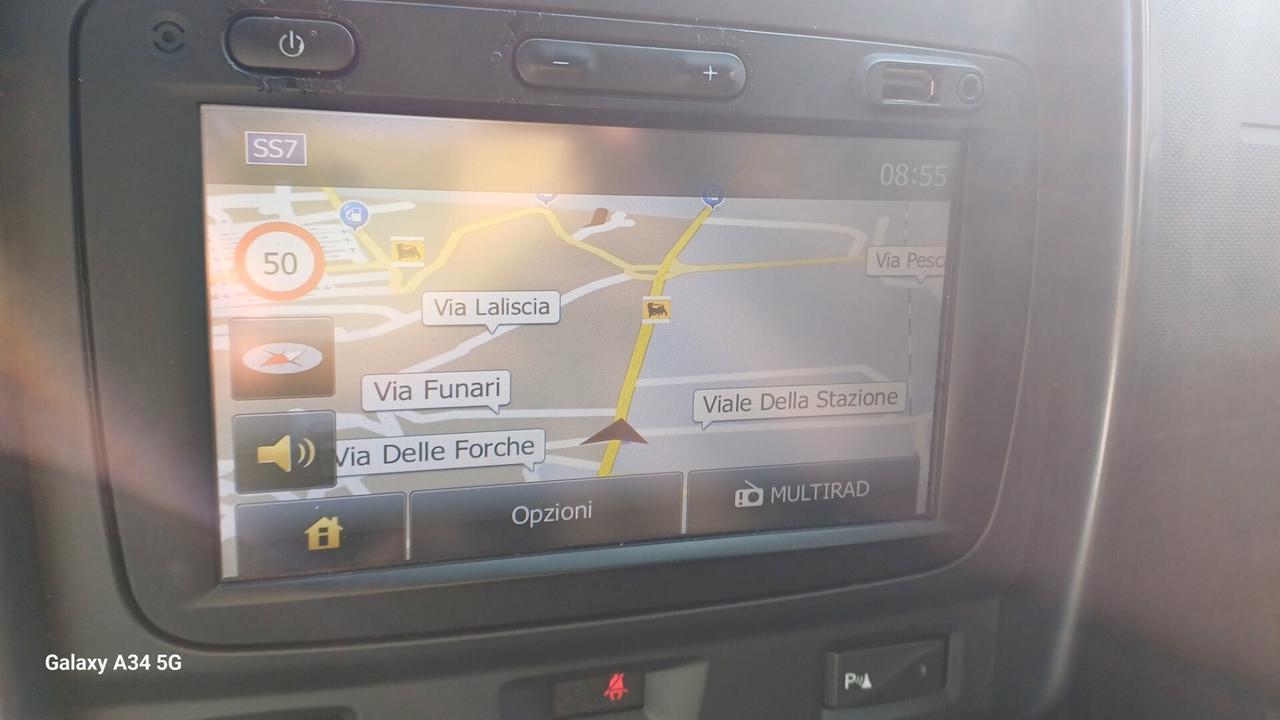 SS7
08:55
50
Via Pesc
Via Laliscia
Via Funari
Viale Della Stazione
Via Delle Forche
Opzioni
MULTIRAD
P
Galaxy A34 5G